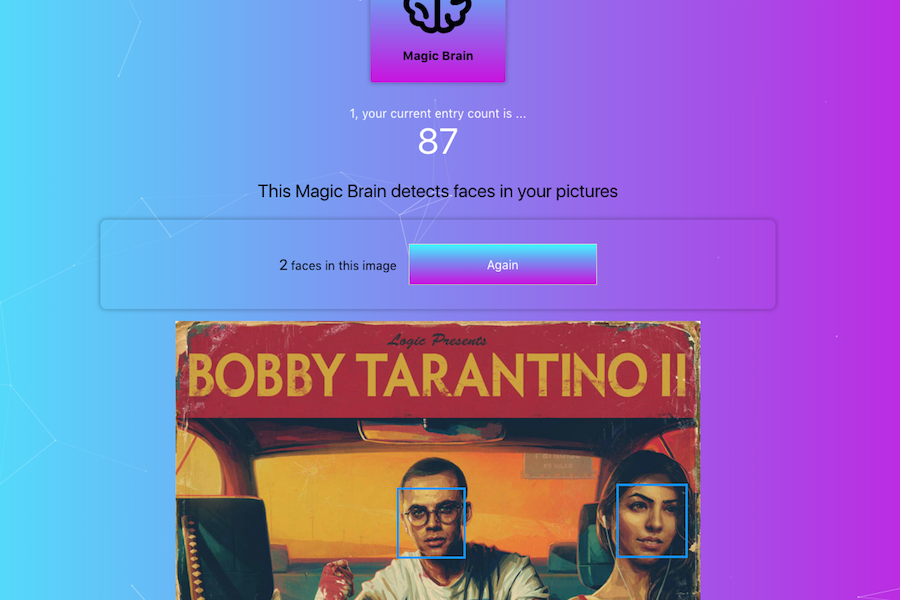 Magic Brain
1, your current entry count is ...
87
This Magic Brain detects faces in your pictures
2 faces in this image
Again
Logic Presents
BOBBY TARANTINO II